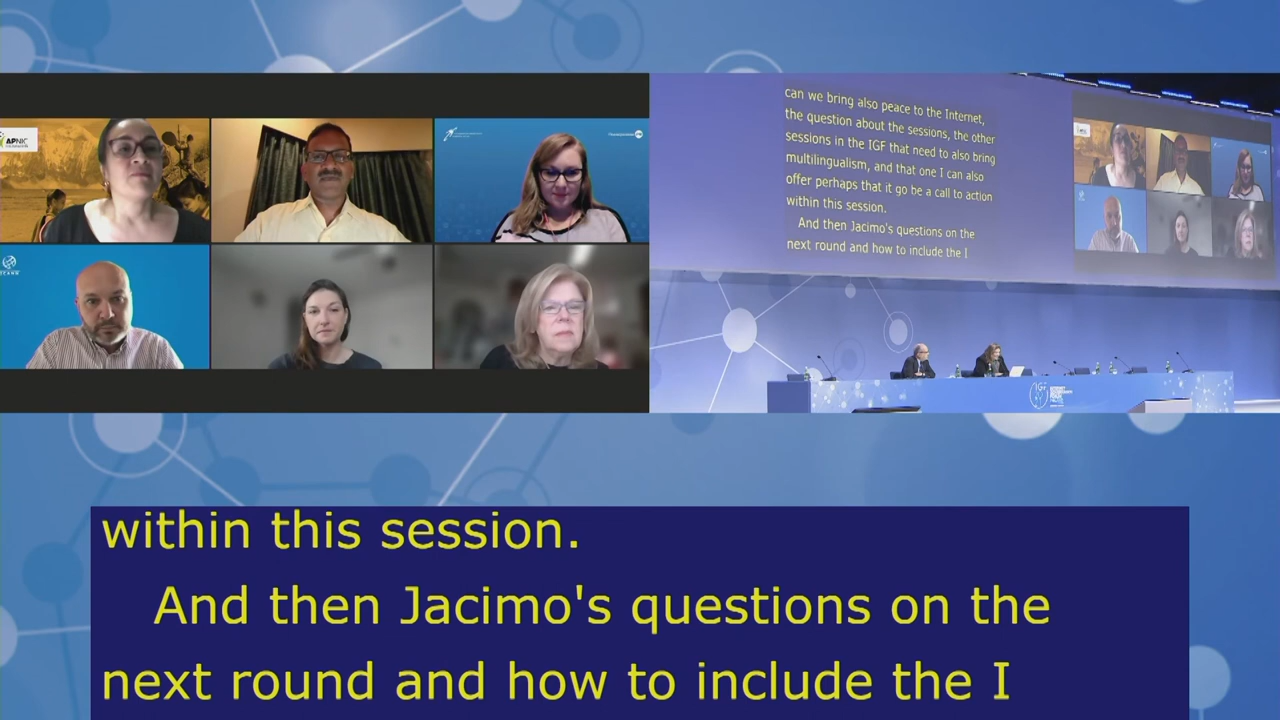 APNIC
ICANN
can we bring also peace to the Internet,
the question about the sessions, the other
sessions in the IGF that need to also bring
multilingualism, and that one I can also
offer perhaps that it go be a call to action
within this session.
And then Jacimo's questions on the
next round and how to include the I
within this session.
And then Jacimo's questions on the
next round and how to include the I